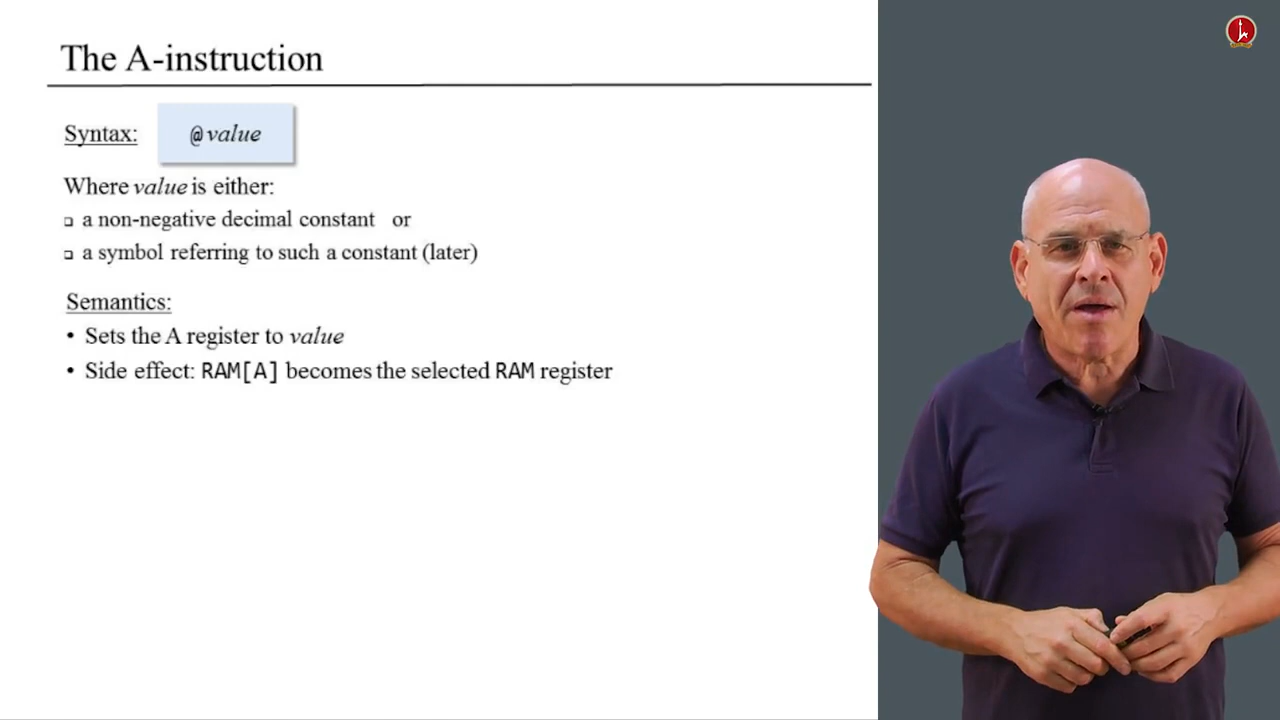 The A-instruction
Syntax: @value
Where value is either:
❑ a non-negative decimal constant or
❑ a symbol referring to such a constant (later)
Semantics:
• Sets the A register to value
• Side effect: RAM[A] becomes the selected RAM register